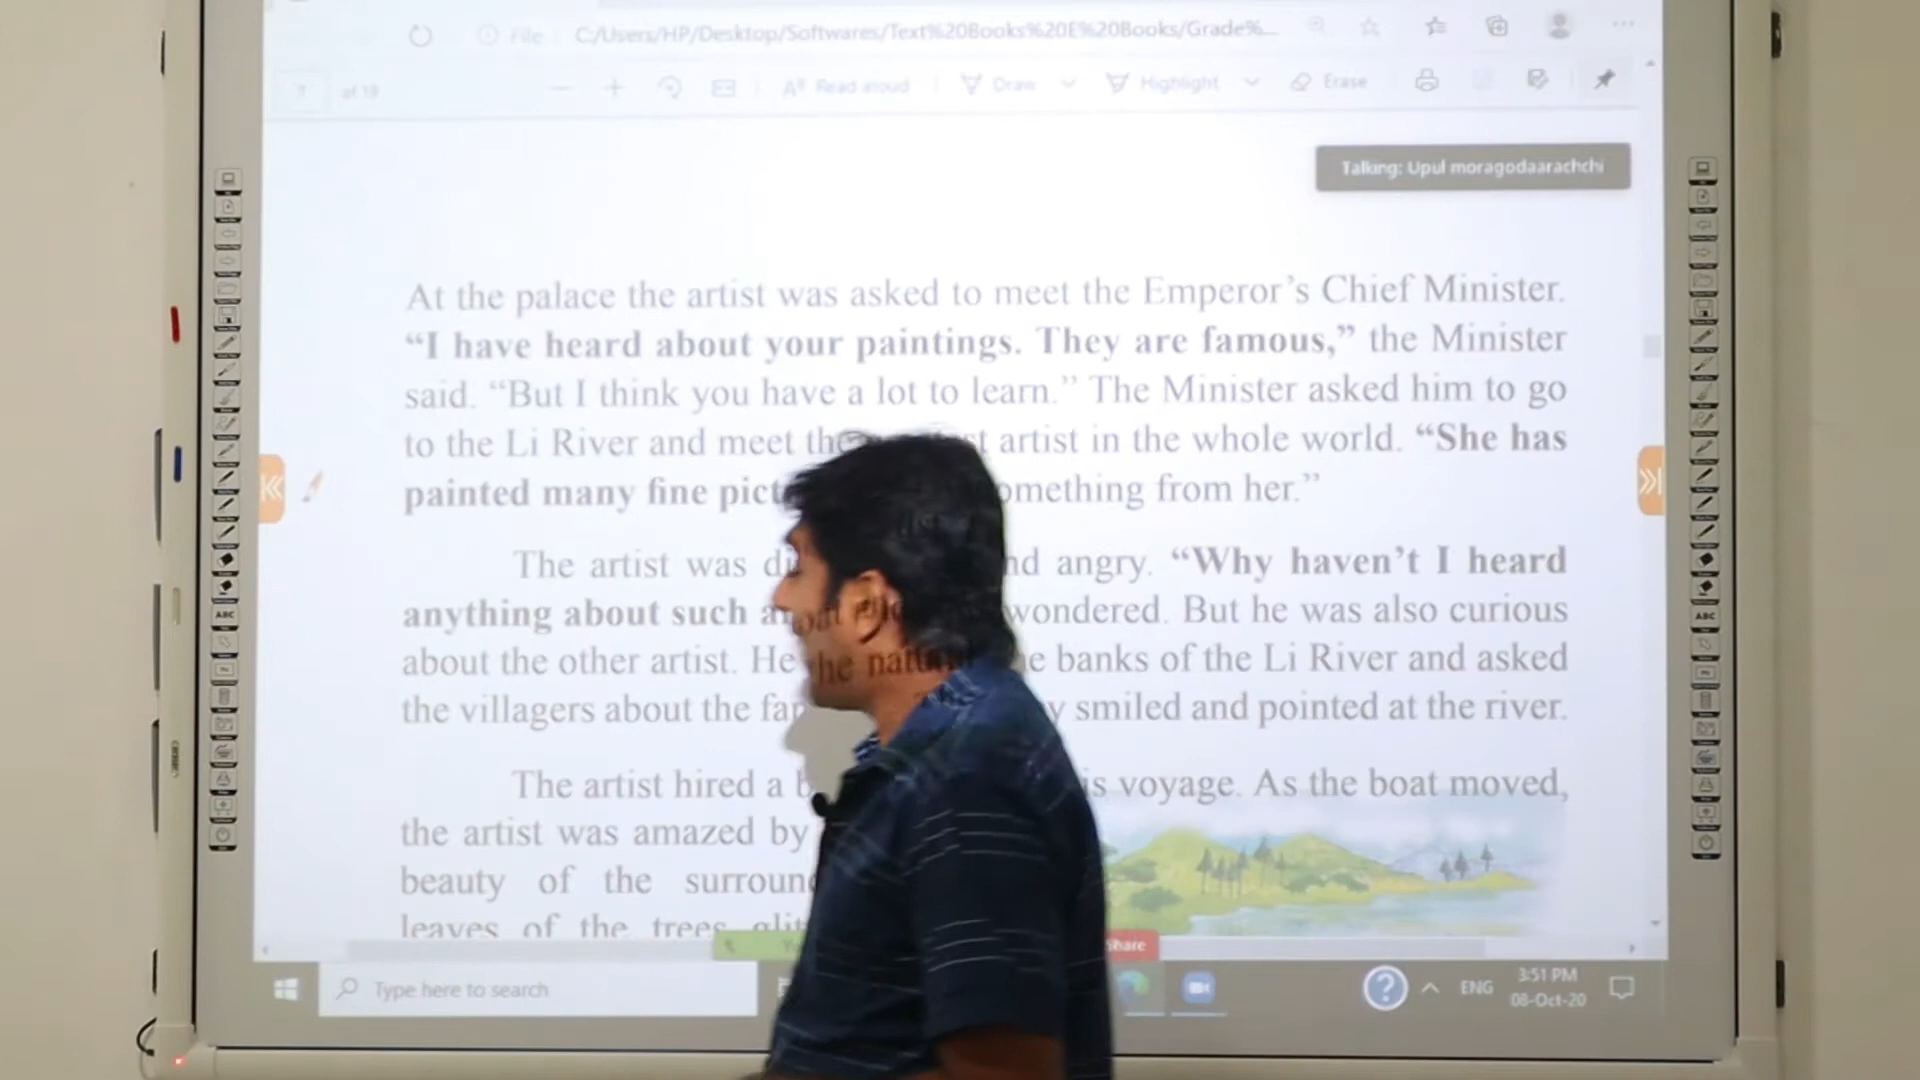 File C:/Users/HP/Desktop/Softwares/Text%20Books%20E%20Books/Grade%...
7 of 18 Read aloud Draw Highlight Erase
Talking: Upul moragodaarachchi
At the palace the artist was asked to meet the Emperor’s Chief Minister.
“I have heard about your paintings. They are famous,” the Minister
said. “But I think you have a lot to learn.” The Minister asked him to go
to the Li River and meet the artist in the whole world. “She has
painted many fine from her.”
The artist was angry. “Why haven’t I heard
anything about such wondered. But he was also curious
about the other artist. He banks of the Li River and asked
the villagers about the smiled and pointed at the river.
The artist hired a voyage. As the boat moved,
the artist was amazed by
beauty of the
leaves of the trees
Share
Type here to search
ENG 3:51 PM
08-Oct-20
ABC
ABC